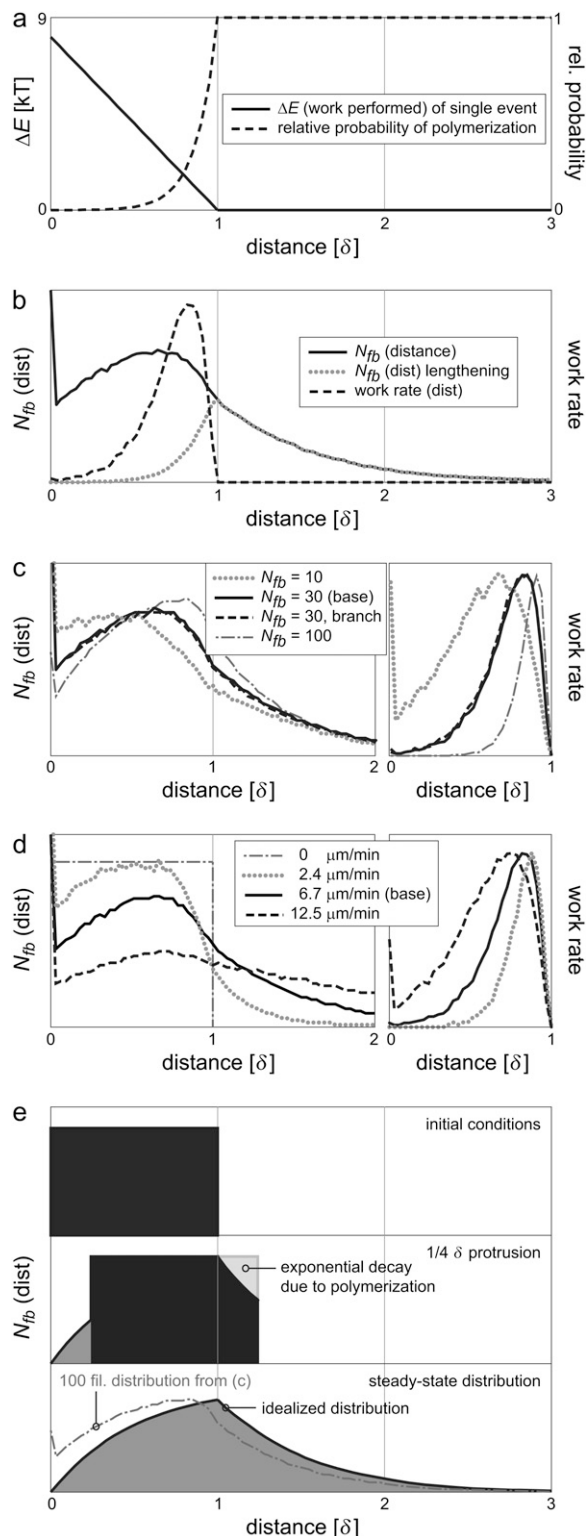 a
9
1
ΔE [kT]
rel. probability
ΔE (work performed) of single event
relative probability of polymerization
0
0
0 1 2 3
distance [δ]
b
N_fb (dist)
work rate
N_fb (distance)
N_fb (dist) lengthening
work rate (dist)
0 1 2 3
distance [δ]
c
N_fb (dist)
work rate
N_fb = 10
N_fb = 30 (base)
N_fb = 30, branch
N_fb = 100
0 1 2 0 1
distance [δ] distance [δ]
d
N_fb (dist)
work rate
0 μm/min
2.4 μm/min
6.7 μm/min (base)
12.5 μm/min
0 1 2 0 1
distance [δ] distance [δ]
e
initial conditions
N_fb (dist)
1/4 δ protrusion
exponential decay
due to polymerization
steady-state distribution
100 fil. distribution from (c)
idealized distribution
0 1 2 3
distance [δ]